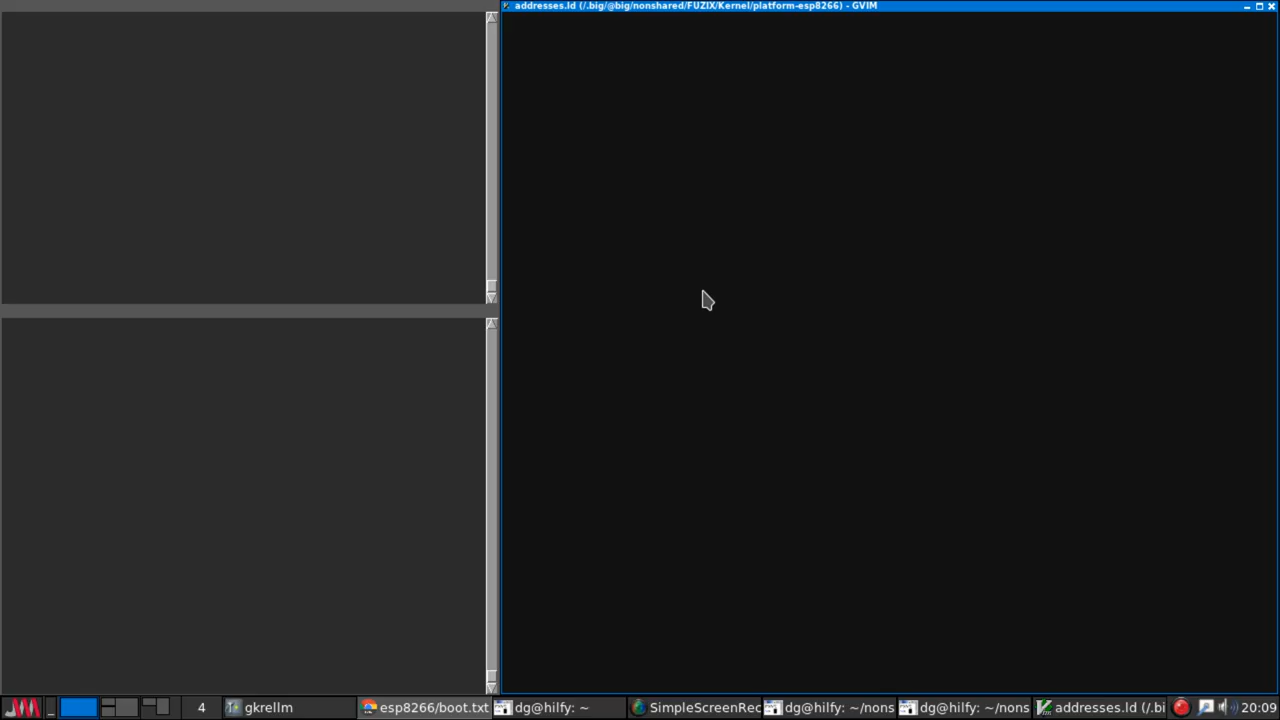 addresses.ld (/.big/@big/nonshared/FUZIX/Kernel/platform-esp8266) - GVIM
4
gkrellm
esp8266/boot.txt
dg@hilfy: ~
SimpleScreenRec
dg@hilfy: ~/nons
dg@hilfy: ~/nons
addresses.ld (/.bi
20:09